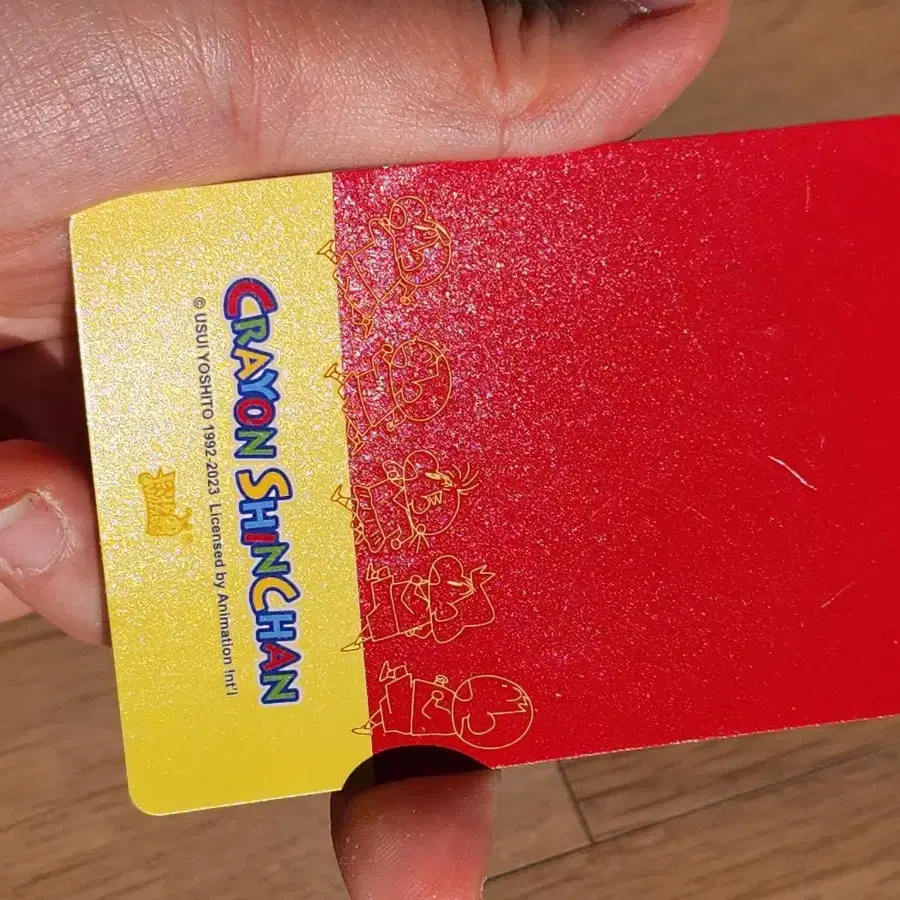 CRAYON SHINCHAN
© USUI YOSHITO 1992-2023 Licensed by Animation Int'l